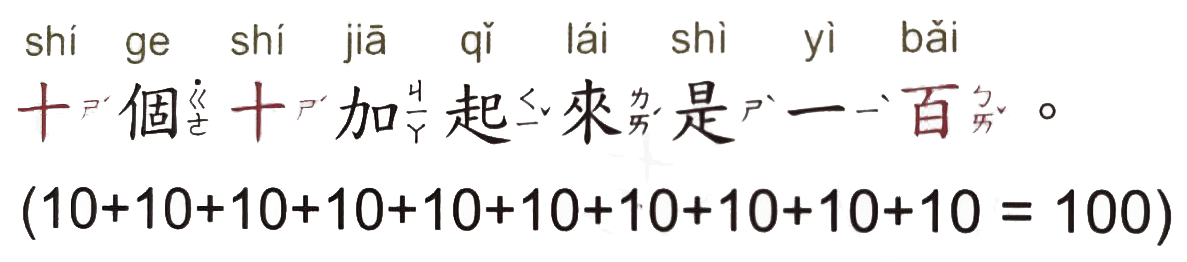 shí ge shí jiā qǐ lái shì yì bǎi
十ㄕˊ個˙ㄍㄜ十ㄕˊ加ㄐㄧㄚ起ㄑㄧˇ來ㄌㄞˊ是ㄕˋ一ㄧˋ百ㄅㄞˇ。
(10+10+10+10+10+10+10+10+10+10 = 100)